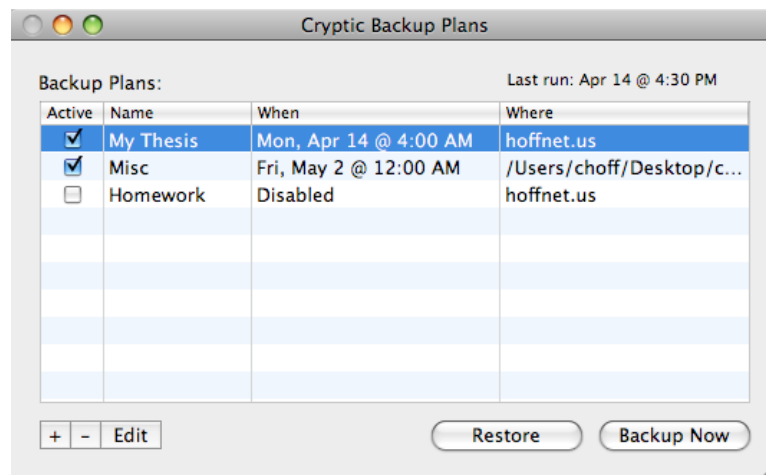 Cryptic Backup Plans
Backup Plans: Last run: Apr 14 @ 4:30 PM
Active Name When Where
My Thesis Mon, Apr 14 @ 4:00 AM hoffnet.us
Misc Fri, May 2 @ 12:00 AM /Users/choff/Desktop/c...
Homework Disabled hoffnet.us
+ - Edit Restore Backup Now